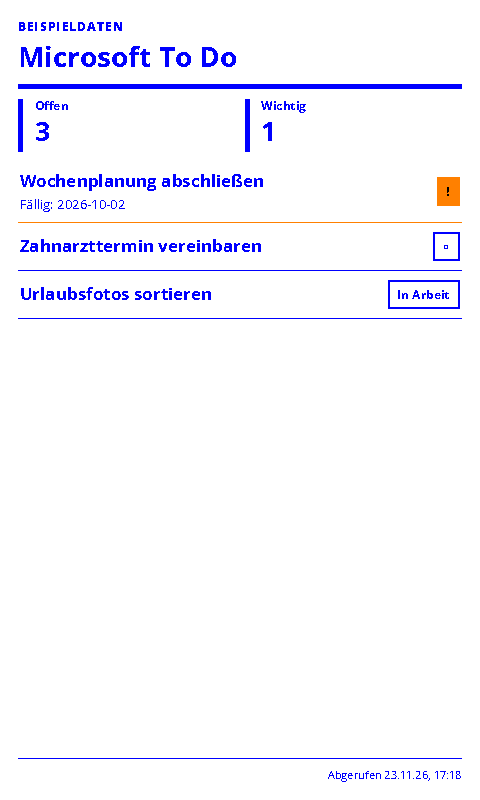 BEISPIELDATEN
Microsoft To Do
Offen
3
Wichtig
1
Wochenplanung abschließen
Fällig: 2026-10-02
!
Zahnarzttermin vereinbaren
Urlaubsfotos sortieren
In Arbeit
Abgerufen 23.11.26, 17:18